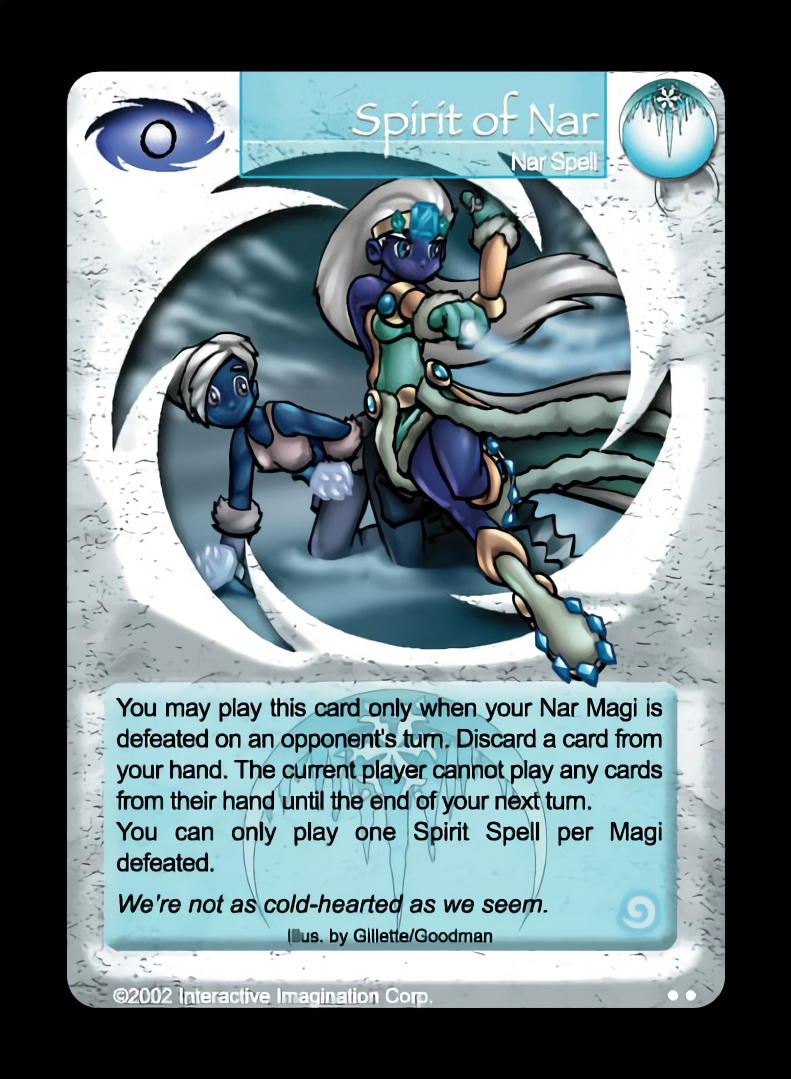 0
Spirit of Nar
Nar Spell
You may play this card only when your Nar Magi is
defeated on an opponent's turn. Discard a card from
your hand. The current player cannot play any cards
from their hand until the end of your next turn.
You can only play one Spirit Spell per Magi
defeated.
We're not as cold-hearted as we seem.
Illus. by Gillette/Goodman
©2002 Interactive Imagination Corp.